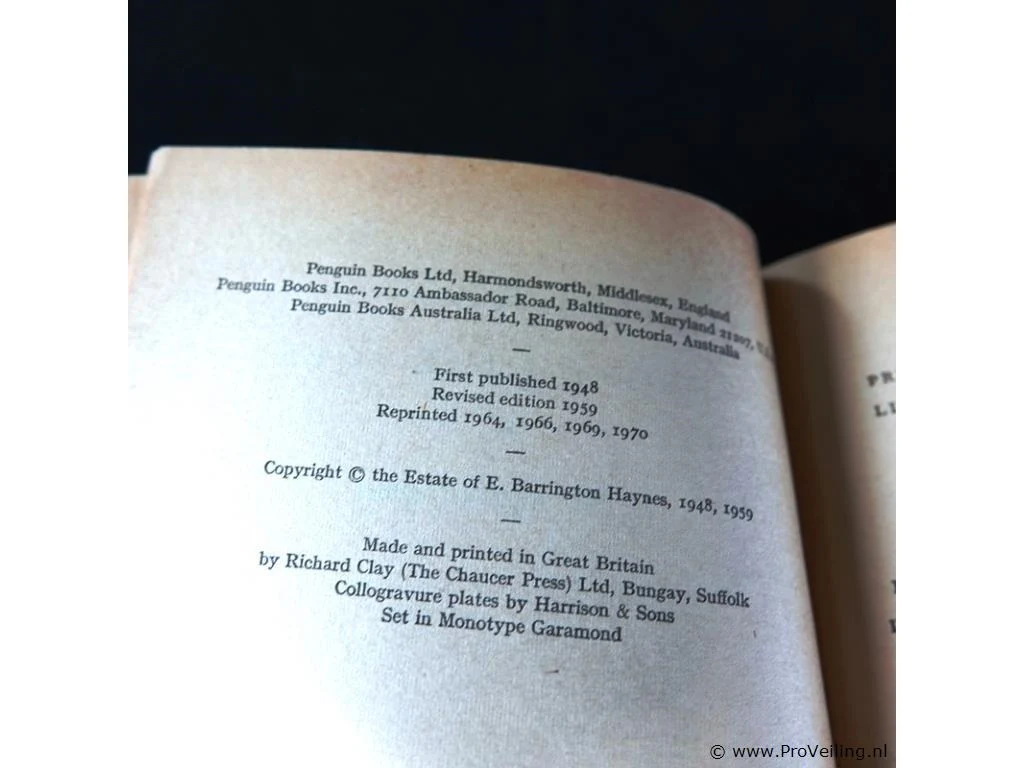 Penguin Books Ltd, Harmondsworth, Middlesex, England
Penguin Books Inc., 7110 Ambassador Road, Baltimore, Maryland 21207,
Penguin Books Australia Ltd, Ringwood, Victoria, Australia
First published 1948
Revised edition 1959
Reprinted 1964, 1966, 1969, 1970
Copyright © the Estate of E. Barrington Haynes, 1948, 1959
Made and printed in Great Britain
by Richard Clay (The Chaucer Press) Ltd, Bungay, Suffolk
Collogravure plates by Harrison & Sons
Set in Monotype Garamond
© www.ProVeiling.nl